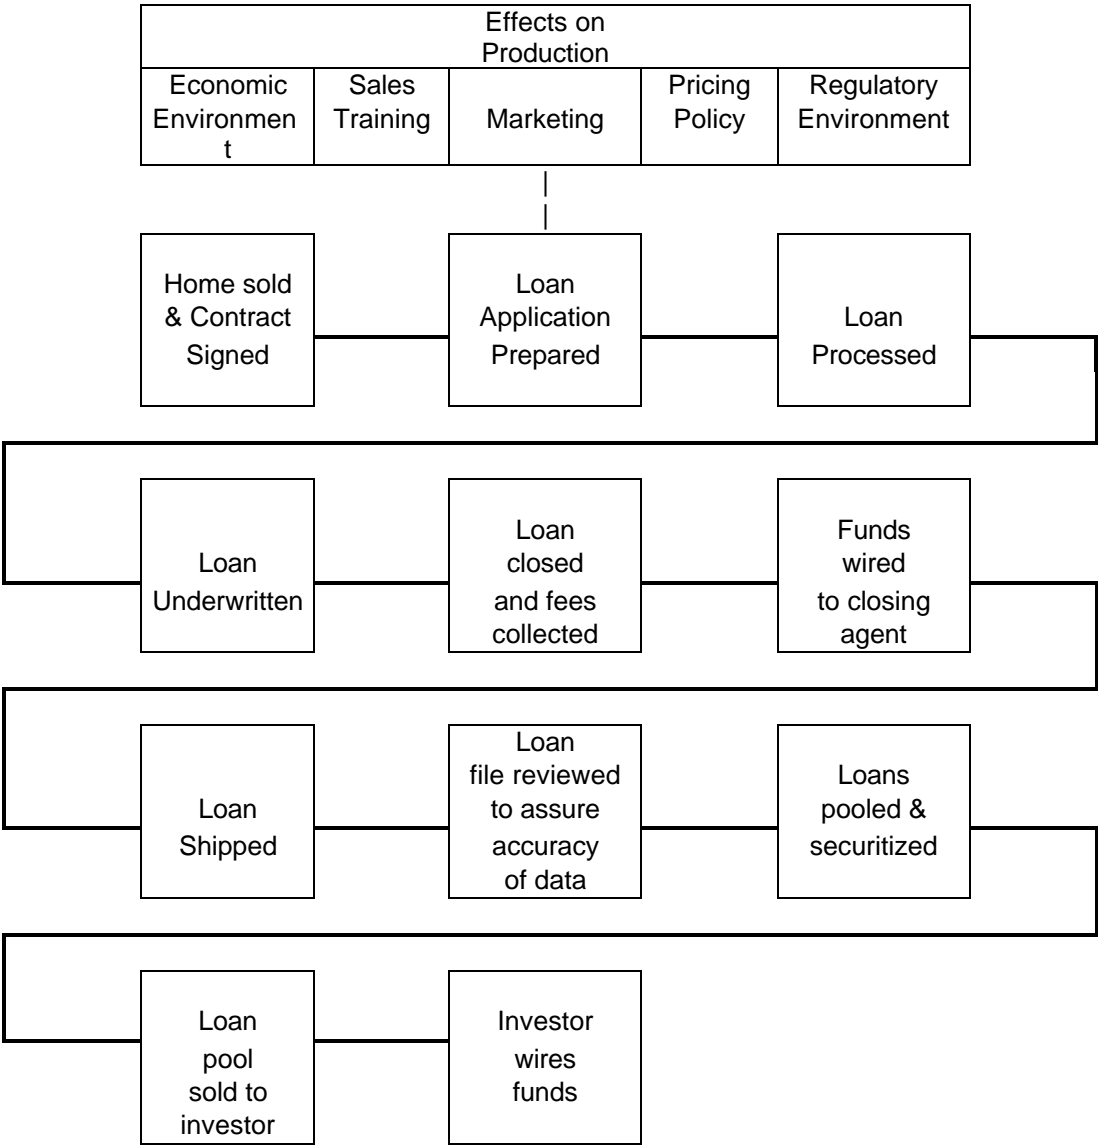 Effects on
Production
Economic
Environmen
t
Sales
Training
Marketing
Pricing
Policy
Regulatory
Environment
|
|
Home sold
& Contract
Signed
Loan
Application
Prepared
Loan
Processed
Loan
Underwritten
Loan
closed
and fees
collected
Funds
wired
to closing
agent
Loan
Shipped
Loan
file reviewed
to assure
accuracy
of data
Loans
pooled &
securitized
Loan
pool
sold to
investor
Investor
wires
funds